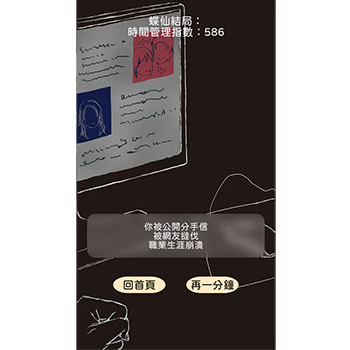 蝶仙結局：
時間管理指數：586
你被公開分手信
被網友撻伐
職業生涯崩潰
回首頁
再一分鐘